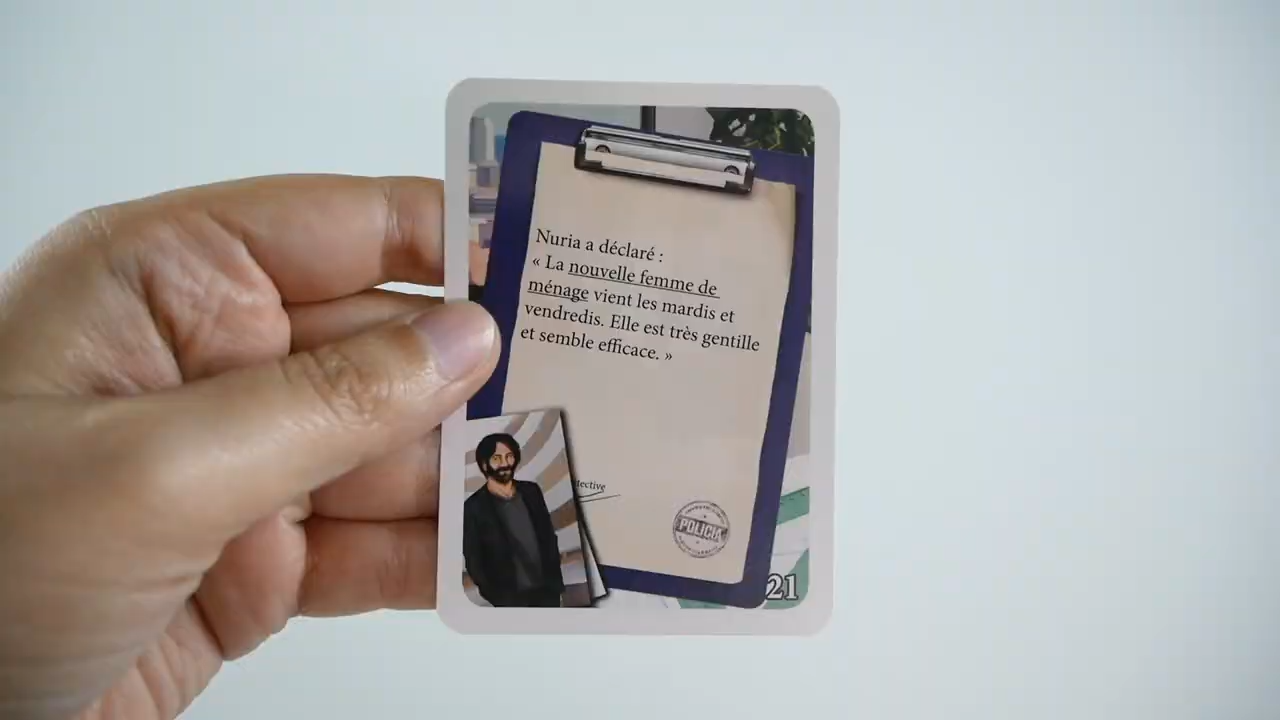 Nuria a déclaré :
« La nouvelle femme de
ménage vient les mardis et
vendredis. Elle est très gentille
et semble efficace. »
POLICIA
21